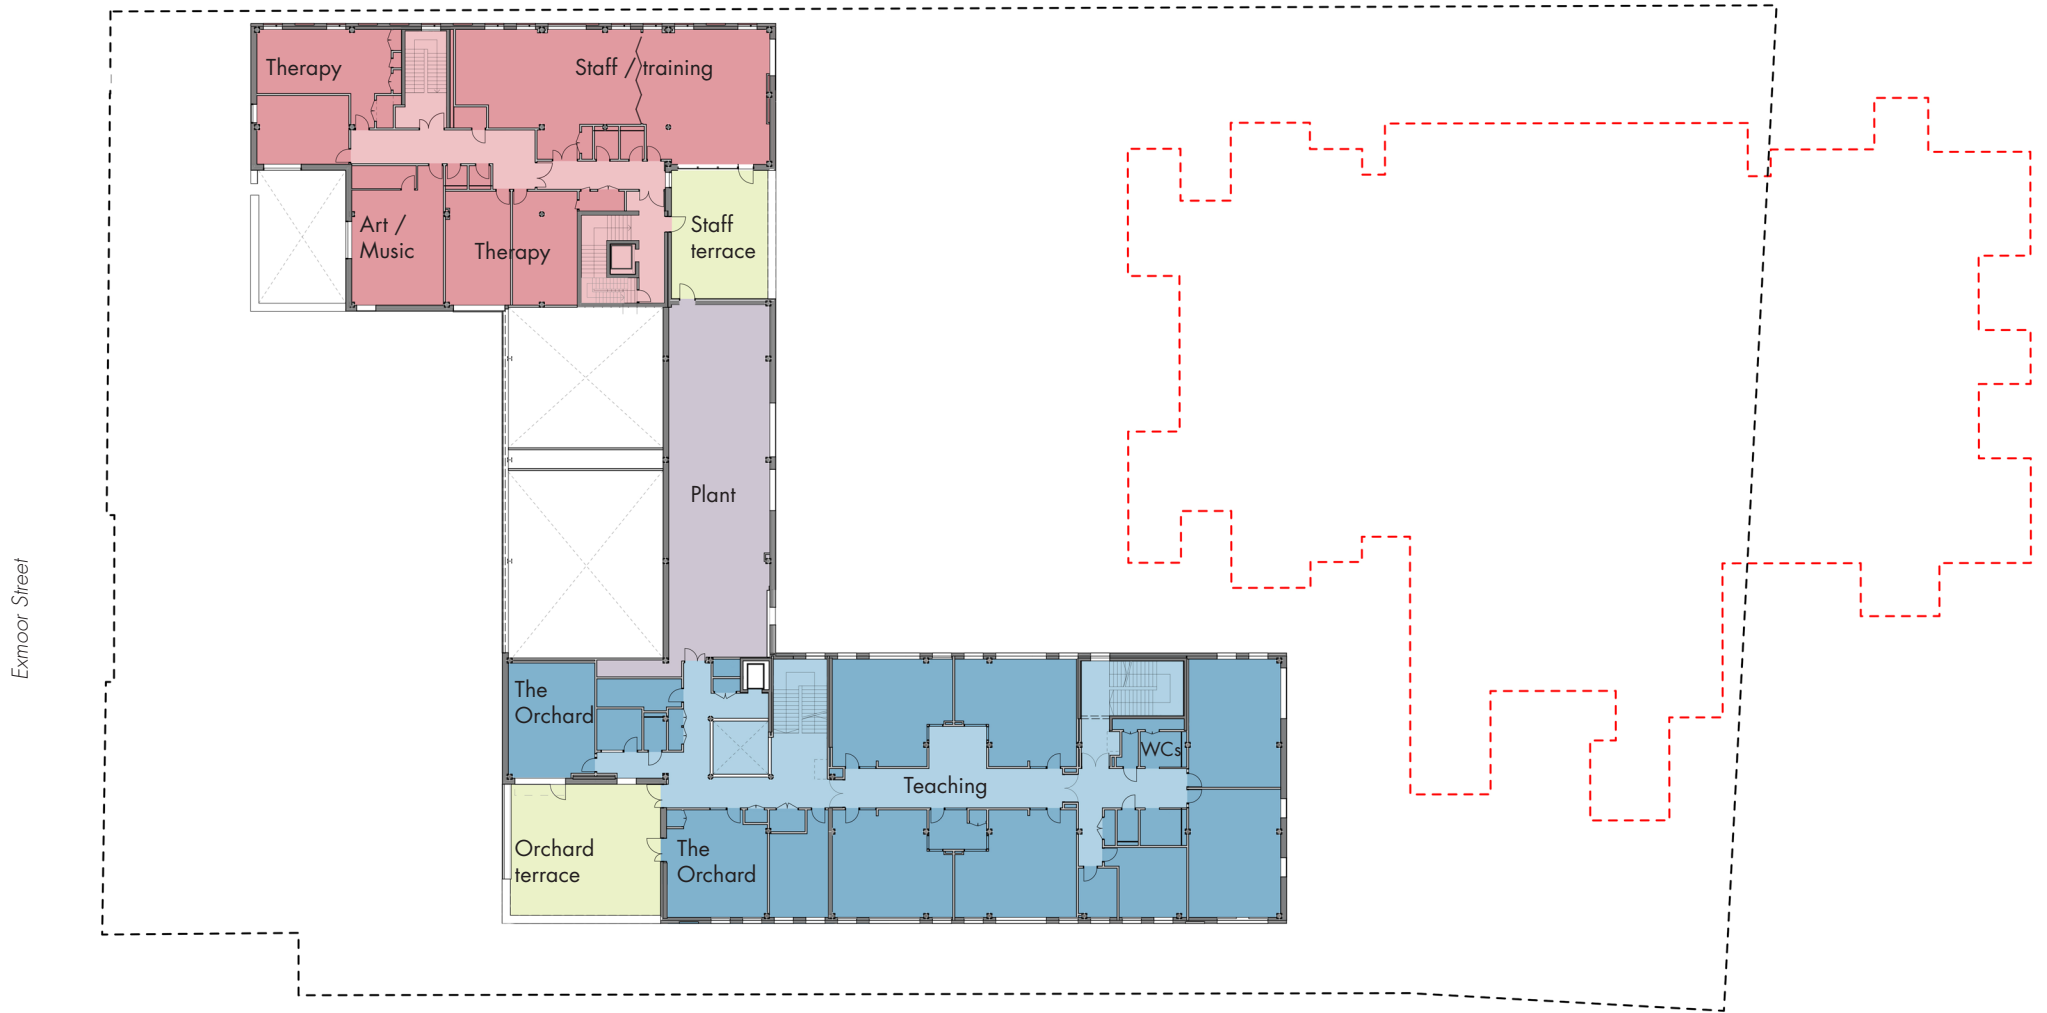 Therapy
Staff / training
Art /
Music
Therapy
Staff
terrace
Plant
Exmoor Street
The
Orchard
WCs
Teaching
Orchard
terrace
The
Orchard